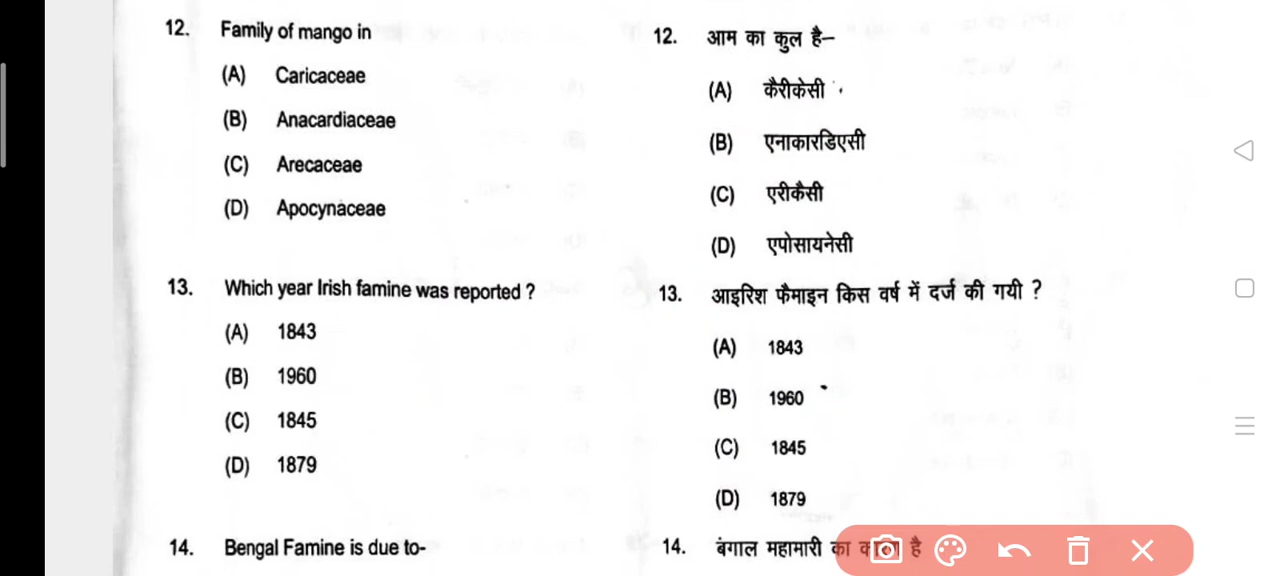 12. Family of mango in
(A) Caricaceae
(B) Anacardiaceae
(C) Arecaceae
(D) Apocynaceae
13. Which year Irish famine was reported ?
(A) 1843
(B) 1960
(C) 1845
(D) 1879
14. Bengal Famine is due to-
12. आम का कुल है–
(A) कैरीकेसी
(B) एनाकारडिएसी
(C) एरीकैसी
(D) एपोसायनेसी
13. आइरिश फैमाइन किस वर्ष में दर्ज की गयी ?
(A) 1843
(B) 1960
(C) 1845
(D) 1879
14. बंगाल महामारी का है